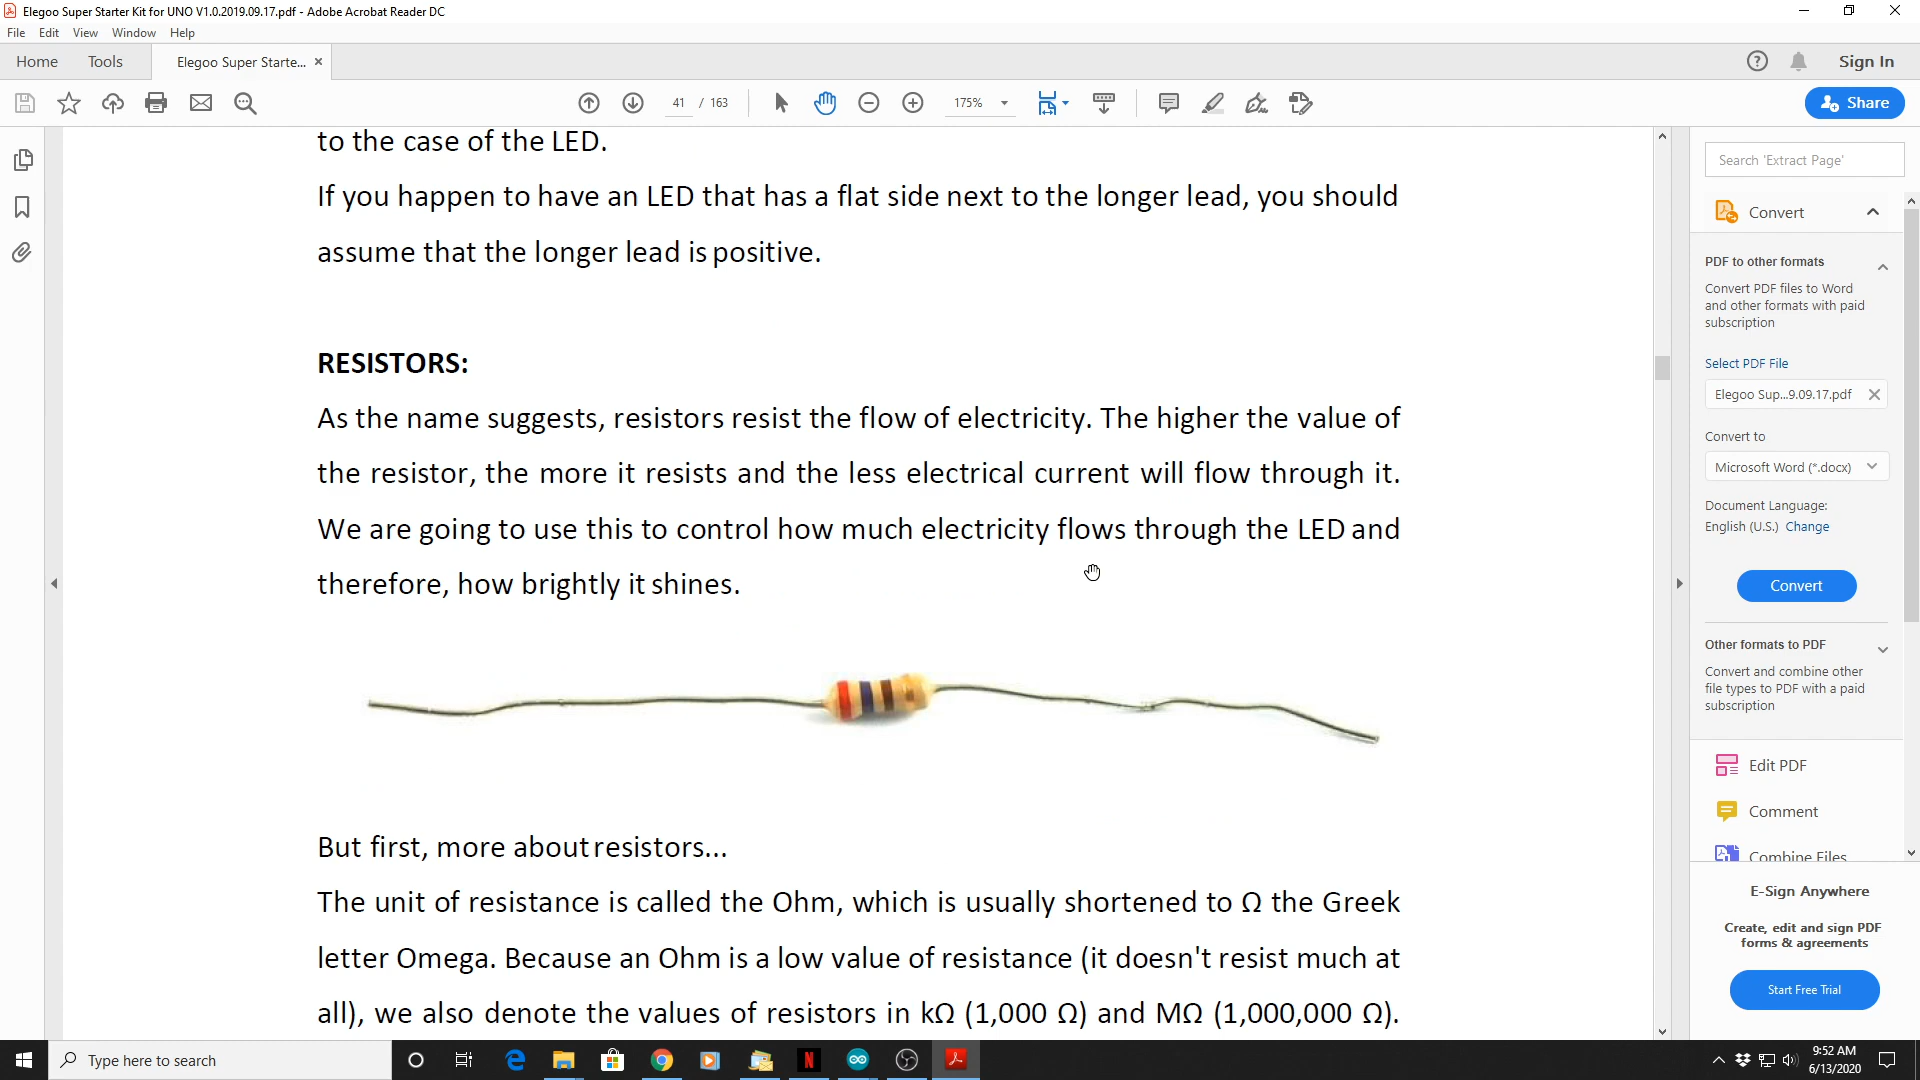 Elegoo Super Starter Kit for UNO V1.0.2019.09.17.pdf - Adobe Acrobat Reader DC
File Edit View Window Help
Home Tools Elegoo Super Starte... × Sign In
41 / 163 175% Share
to the case of the LED.
If you happen to have an LED that has a flat side next to the longer lead, you should
assume that the longer lead is positive.
RESISTORS:
As the name suggests, resistors resist the flow of electricity. The higher the value of
the resistor, the more it resists and the less electrical current will flow through it.
We are going to use this to control how much electricity flows through the LED and
therefore, how brightly it shines.
But first, more about resistors...
The unit of resistance is called the Ohm, which is usually shortened to Ω the Greek
letter Omega. Because an Ohm is a low value of resistance (it doesn't resist much at
all), we also denote the values of resistors in kΩ (1,000 Ω) and MΩ (1,000,000 Ω).
Search 'Extract Page'
Convert
PDF to other formats
Convert PDF files to Word
and other formats with paid
subscription
Select PDF File
Elegoo Sup...9.09.17.pdf
Convert to
Microsoft Word (*.docx)
Document Language:
English (U.S.) Change
Convert
Other formats to PDF
Convert and combine other
file types to PDF with a paid
subscription
Edit PDF
Comment
Combine Files
E-Sign Anywhere
Create, edit and sign PDF
forms & agreements
Start Free Trial
Type here to search
9:52 AM
6/13/2020